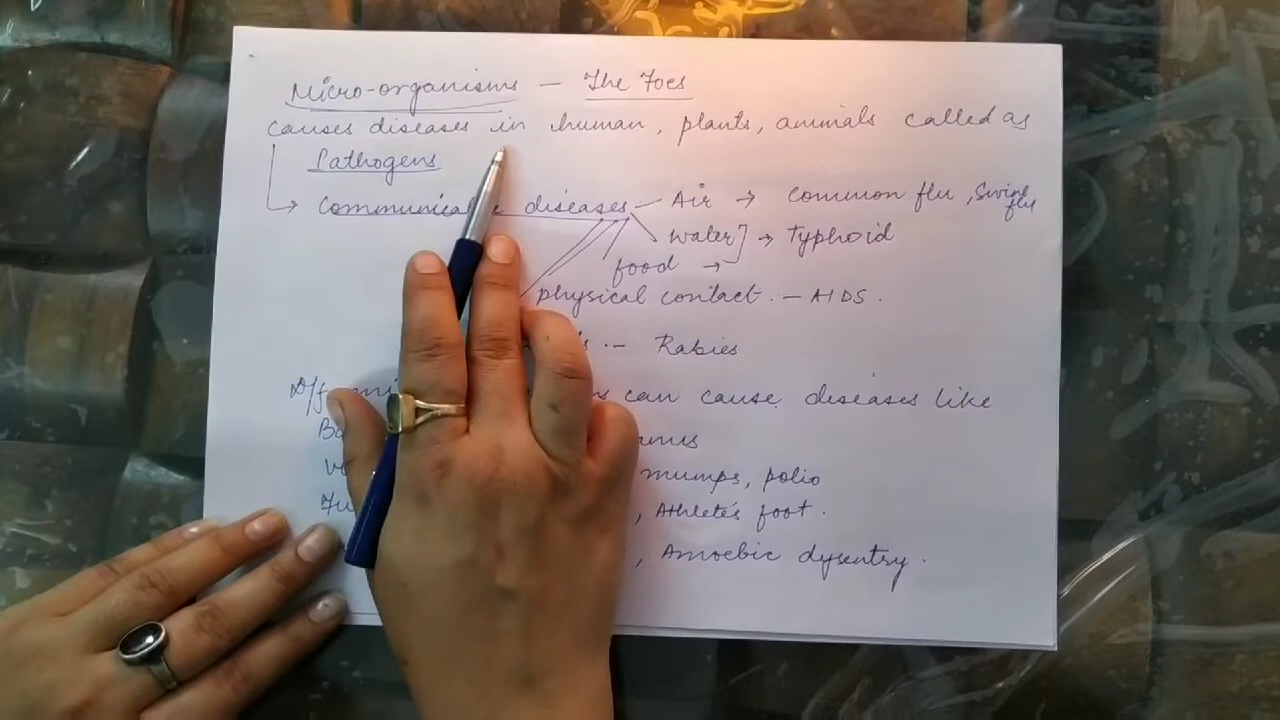 Micro-organisms - The Foes
causes diseases in human, plants, animals called as
Pathogens
→ diseases - Air → common flu, Swine flu
water] → Typhoid
food →
physical contact. - AIDS.
- Rabies
can cause diseases like
mumps, polio
, Athlete's foot.
, Amoebic dysentry.